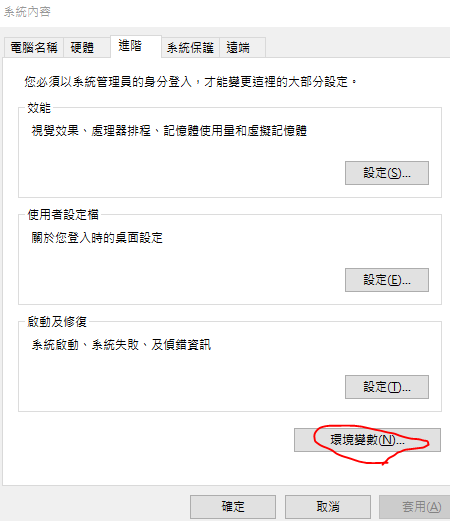 系統內容
電腦名稱 硬體 進階 系統保護 遠端
您必須以系統管理員的身分登入，才能變更這裡的大部分設定。
效能
視覺效果、處理器排程、記憶體使用量和虛擬記憶體
設定(S)...
使用者設定檔
關於您登入時的桌面設定
設定(E)...
啟動及修復
系統啟動、系統失敗、及偵錯資訊
設定(T)...
環境變數(N)...
確定 取消 套用(A)